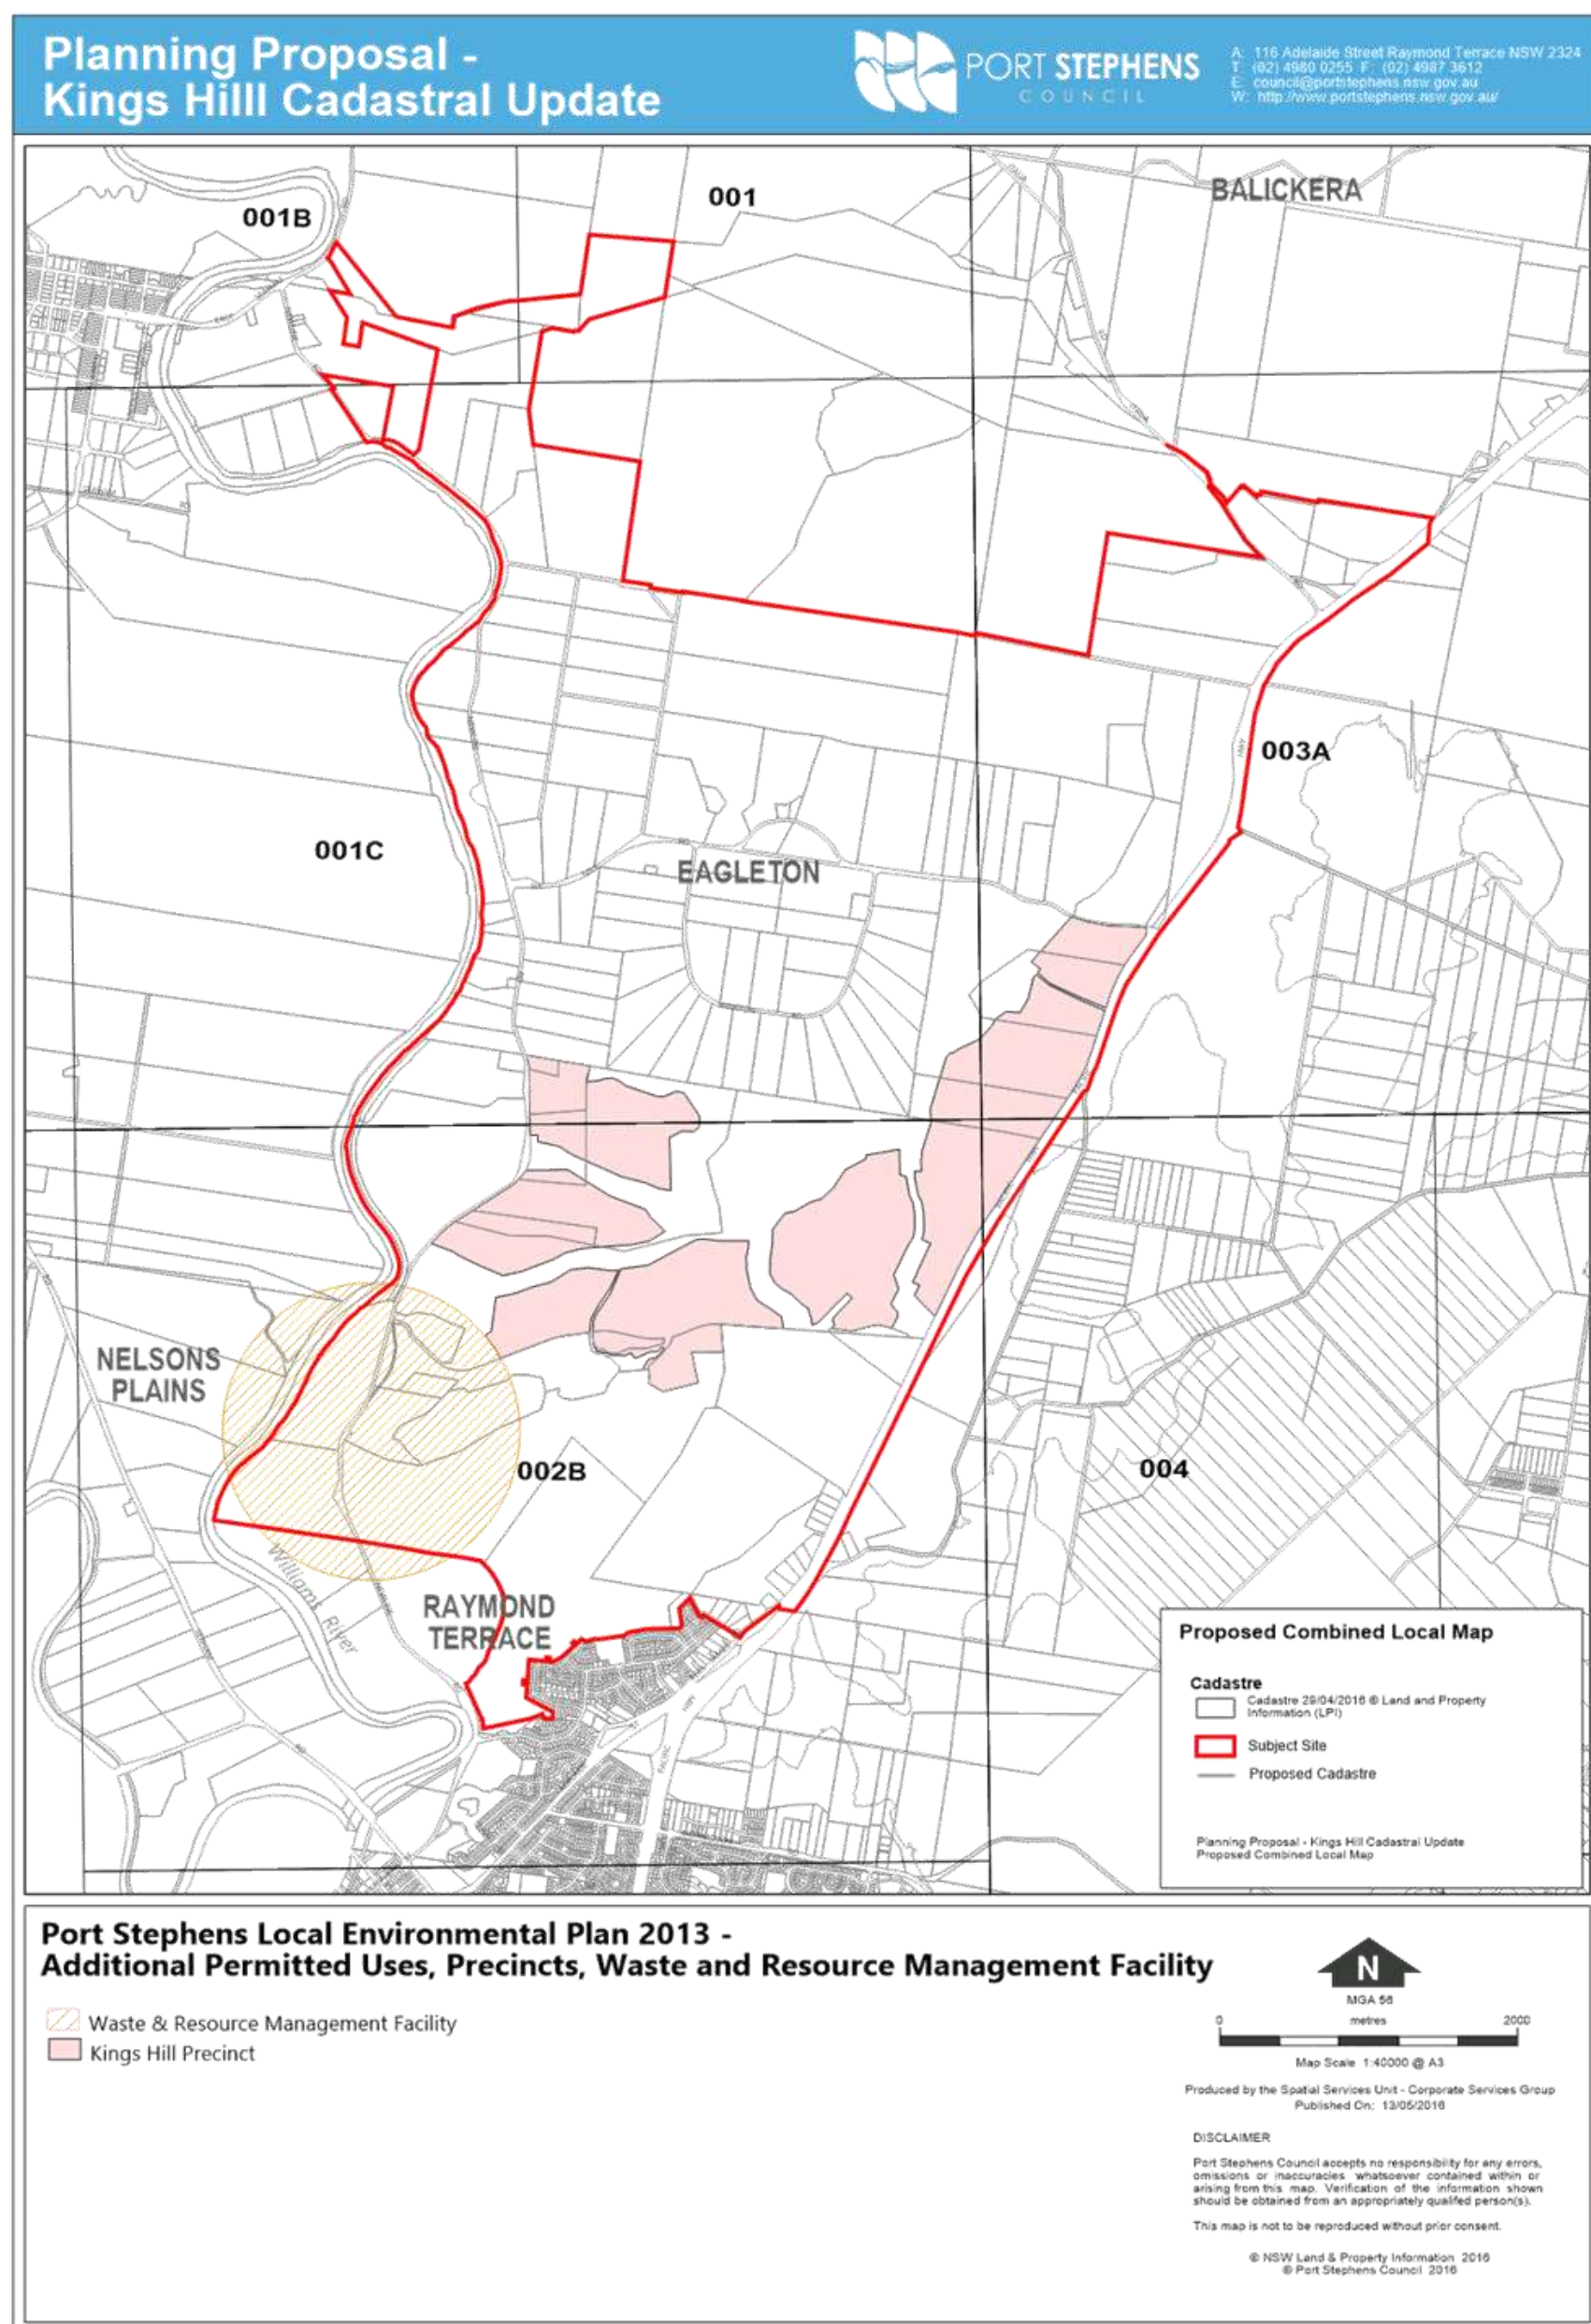 Planning Proposal -
Kings Hilll Cadastral Update
PORT STEPHENS
COUNCIL
A: 116 Adelaide Street Raymond Terrace NSW 2324
T: (02) 4980 0255 F: (02) 4987 3612
E: council@portstephens.nsw.gov.au
W: http://www.portstephens.nsw.gov.au/
001B
001
BALICKERA
003A
001C
EAGLETON
NELSONS
PLAINS
002B
004
Williams River
RAYMOND
TERRACE
Proposed Combined Local Map
Cadastre
Cadastre 29/04/2016 © Land and Property
Information (LPI)
Subject Site
Proposed Cadastre
Planning Proposal - Kings Hill Cadastral Update
Proposed Combined Local Map
Port Stephens Local Environmental Plan 2013 -
Additional Permitted Uses, Precincts, Waste and Resource Management Facility
Waste & Resource Management Facility
Kings Hill Precinct
N
MGA 56
0 metres 2000
Map Scale 1:40000 @ A3
Produced by the Spatial Services Unit - Corporate Services Group
Published On: 13/05/2016
DISCLAIMER
Port Stephens Council accepts no responsibility for any errors,
omissions or inaccuracies whatsoever contained within or
arising from this map. Verification of the information shown
should be obtained from an appropriately qualifed person(s).
This map is not to be reproduced without prior consent.
© NSW Land & Property Information 2016
© Port Stephens Council 2016